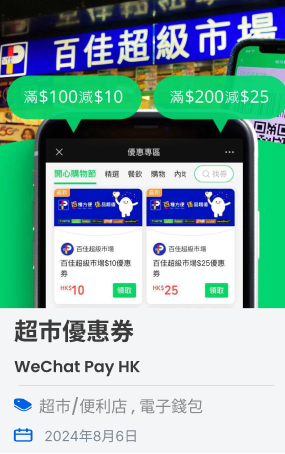 百佳超級市場
滿$100減$10
滿$200減$25
優惠專區
開心購物節 精選 餐飲 購物 找券
百佳超級市場 百佳超級市場
百佳超級市場$10優惠券 百佳超級市場$25優惠券
HK$10 領取 HK$25 領取
超市優惠券
WeChat Pay HK
超市/便利店 , 電子錢包
2024年8月6日